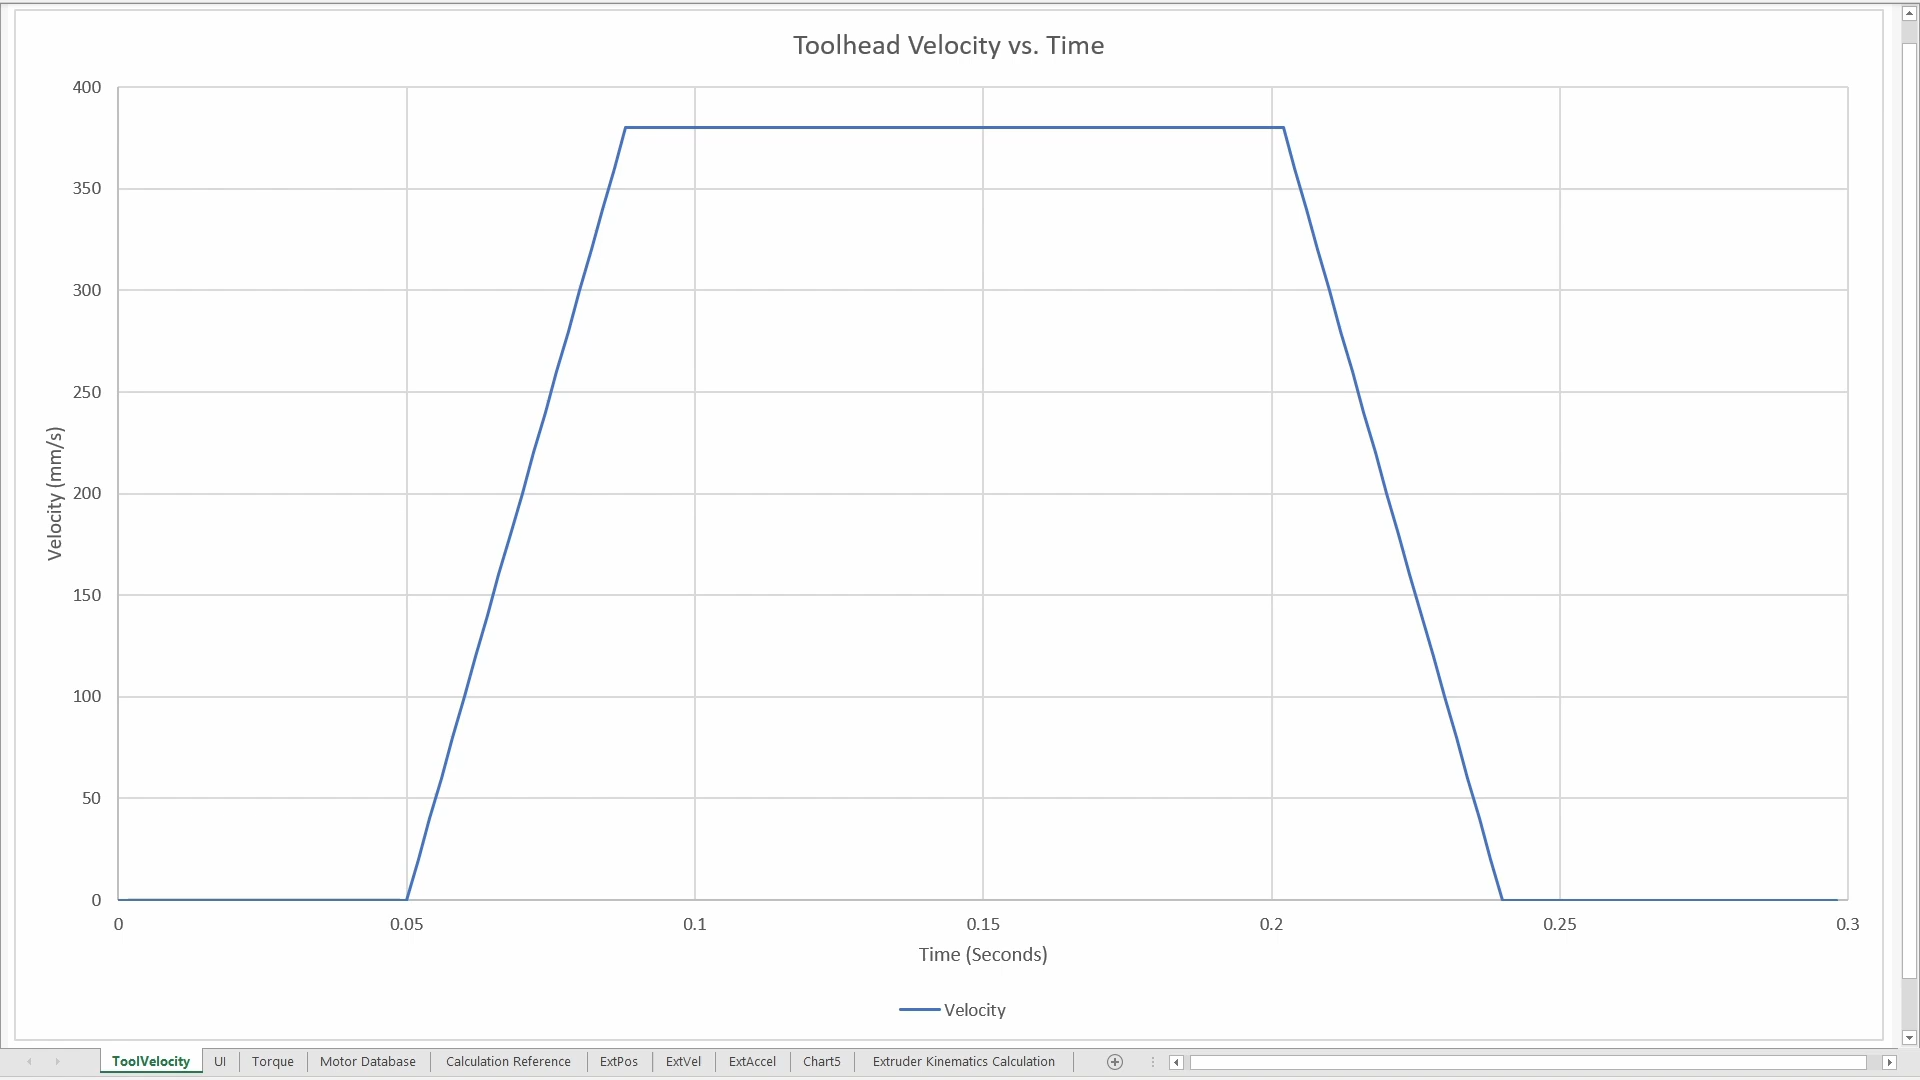 Toolhead Velocity vs. Time
400
350
300
250
200
150
100
50
0
Velocity (mm/s)
0 0.05 0.1 0.15 0.2 0.25 0.3
Time (Seconds)
Velocity
ToolVelocity UI Torque Motor Database Calculation Reference ExtPos ExtVel ExtAccel Chart5 Extruder Kinematics Calculation